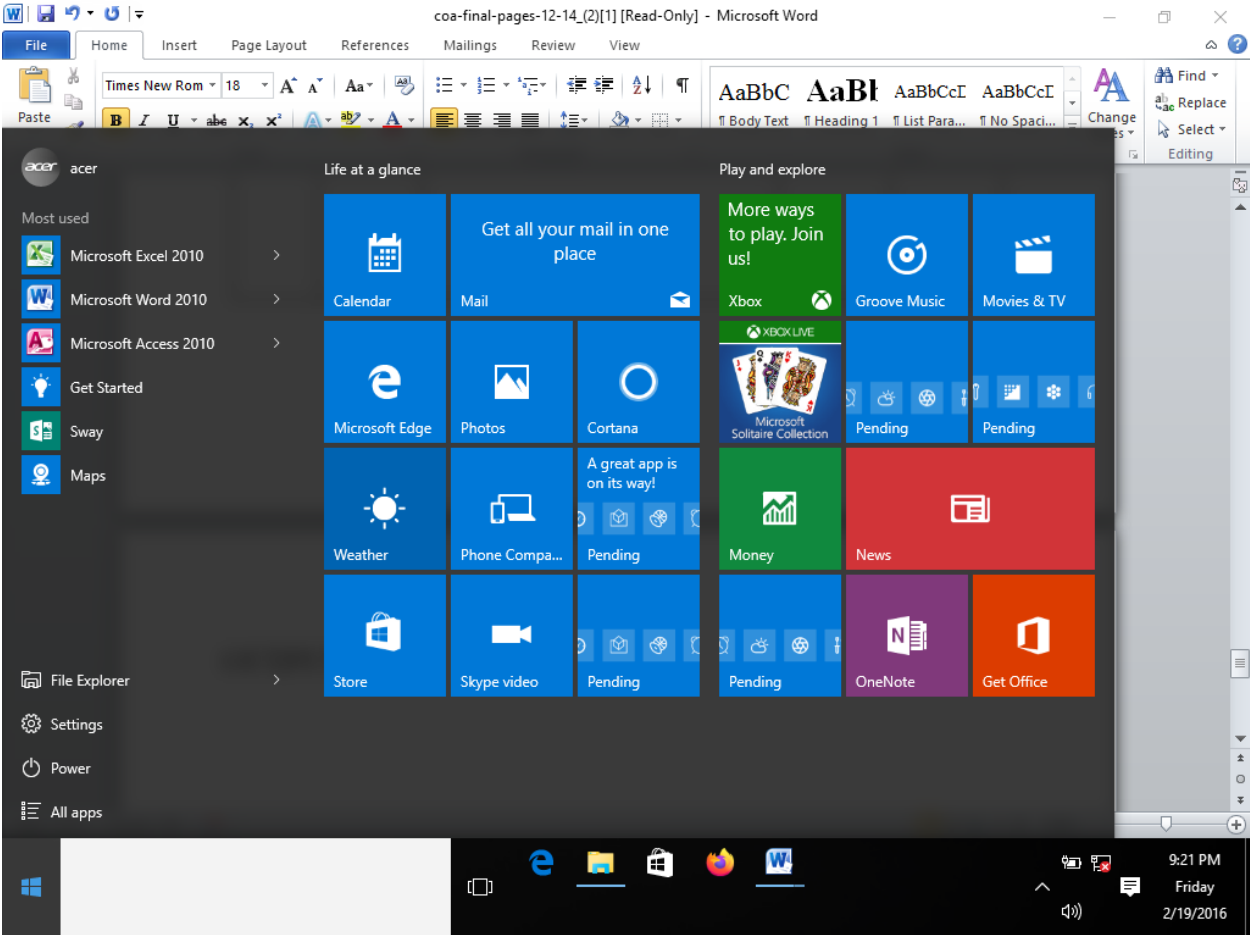 coa-final-pages-12-14_(2)[1] [Read-Only] - Microsoft Word
File Home Insert Page Layout References Mailings Review View
Paste
Times New Rom 18
Aa
B I U abc x₂ x²
A
AaBbC AaBł AaBbCcI AaBbCcI
¶ Body Text ¶ Heading 1 ¶ List Para... ¶ No Spaci...
Change
Find
Replace
Select
Editing
acer acer
Most used
Microsoft Excel 2010
Microsoft Word 2010
Microsoft Access 2010
Get Started
Sway
Maps
File Explorer
Settings
Power
All apps
Life at a glance
Calendar
Get all your mail in one
place
Mail
Microsoft Edge
Photos
Cortana
Weather
Phone Compa...
A great app is
on its way!
Pending
Store
Skype video
Pending
Play and explore
More ways
to play. Join
us!
Xbox
Groove Music
Movies & TV
XBOX LIVE
Microsoft
Solitaire Collection
Pending
Pending
Money
News
Pending
OneNote
Get Office
9:21 PM
Friday
2/19/2016